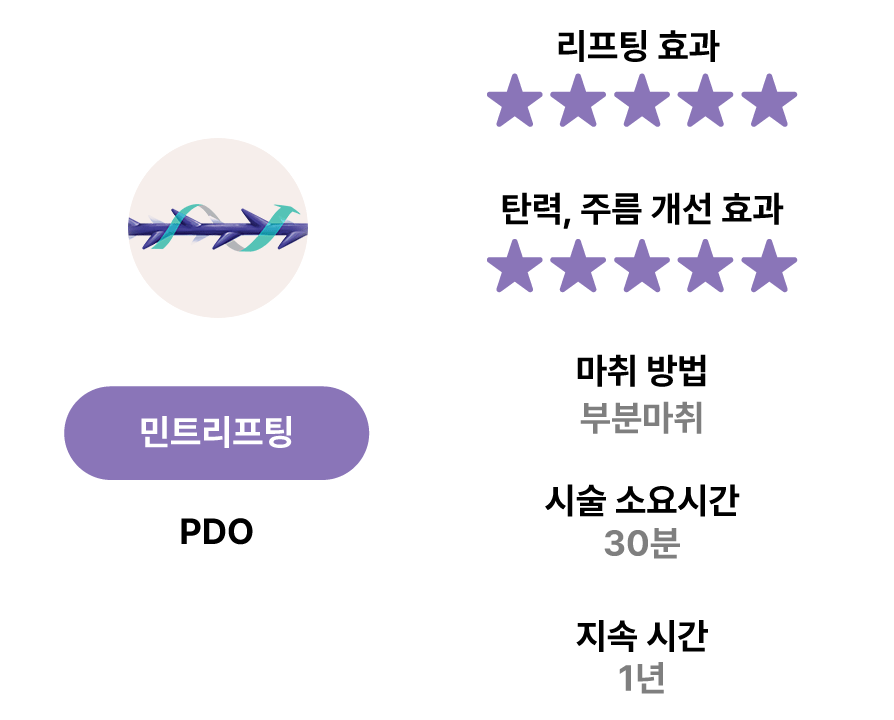 민트리프팅
PDO
리프팅 효과
탄력, 주름 개선 효과
마취 방법
부분마취
시술 소요시간
30분
지속 시간
1년